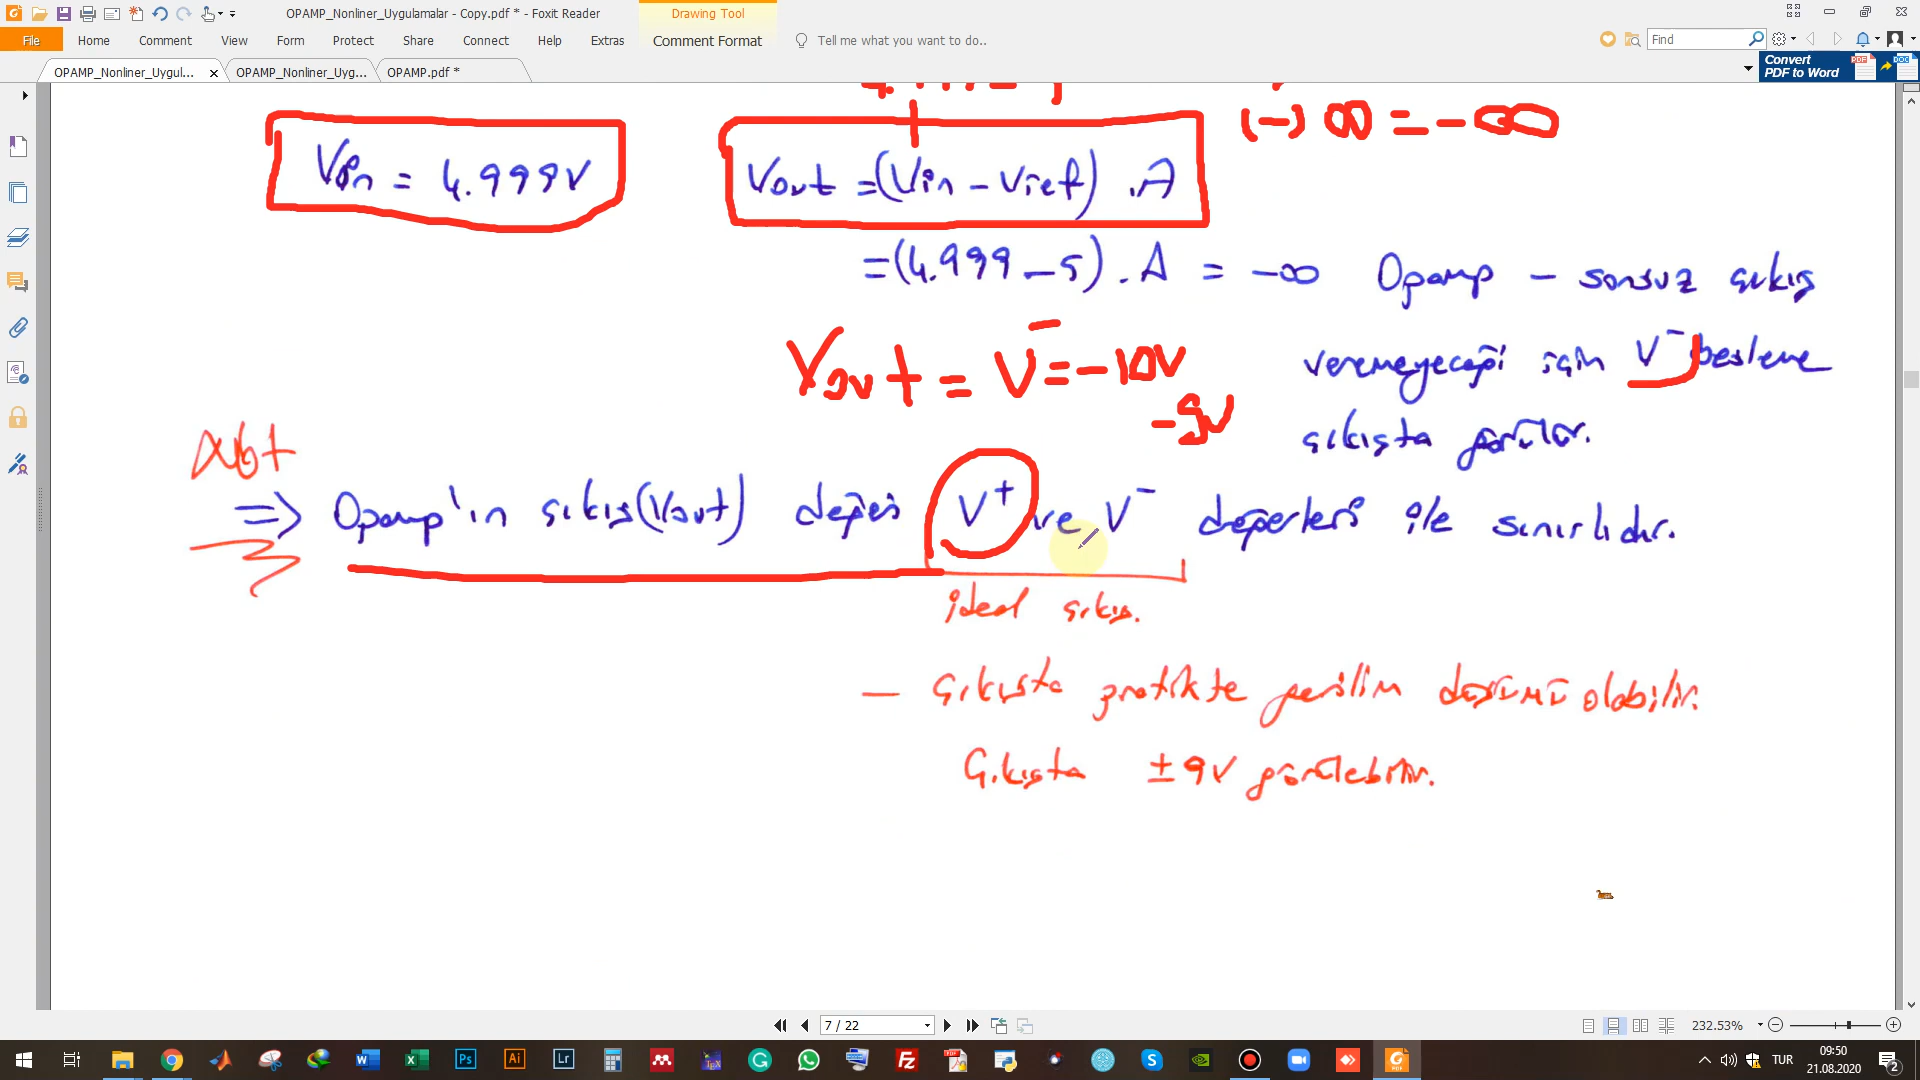 OPAMP_Nonliner_Uygulamalar - Copy.pdf * - Foxit Reader
Drawing Tool
File Home Comment View Form Protect Share Connect Help Extras Comment Format Tell me what you want to do.. Find
OPAMP_Nonliner_Uygul... OPAMP_Nonliner_Uyg... OPAMP.pdf *
Convert
PDF to Word
(-) ∞ = -∞
Vin = 4.999V
Vout = (Vin - Vref) . A
= (4.999 - 5) . A = -∞ Opamp - sonsuz çıkış
veremeyeceği için V⁻ besleme
çıkışta görülür.
Vout = V⁻ = -10V
-9V
Not
=> Opamp'ın çıkış (Vout) değeri V⁺ ve V⁻ değerleri ile sınırlıdır.
ideal çıkış.
— Çıkışta pratikte gerilim düşümü olabilir.
Çıkışta ±9V görülebilir.
7 / 22
232.53%
TUR
09:50
21.08.2020
2